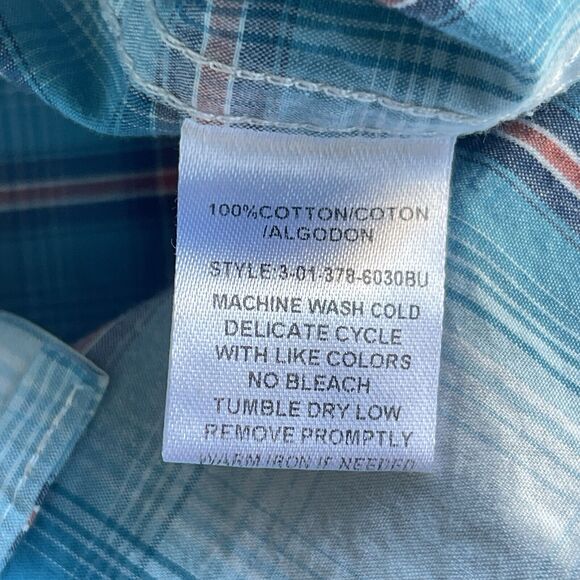 100%COTTON/COTON
/ALGODON
STYLE:3-01-378-6030BU
MACHINE WASH COLD
DELICATE CYCLE
WITH LIKE COLORS
NO BLEACH
TUMBLE DRY LOW
REMOVE PROMPTLY
WARM IRON IF NEEDED